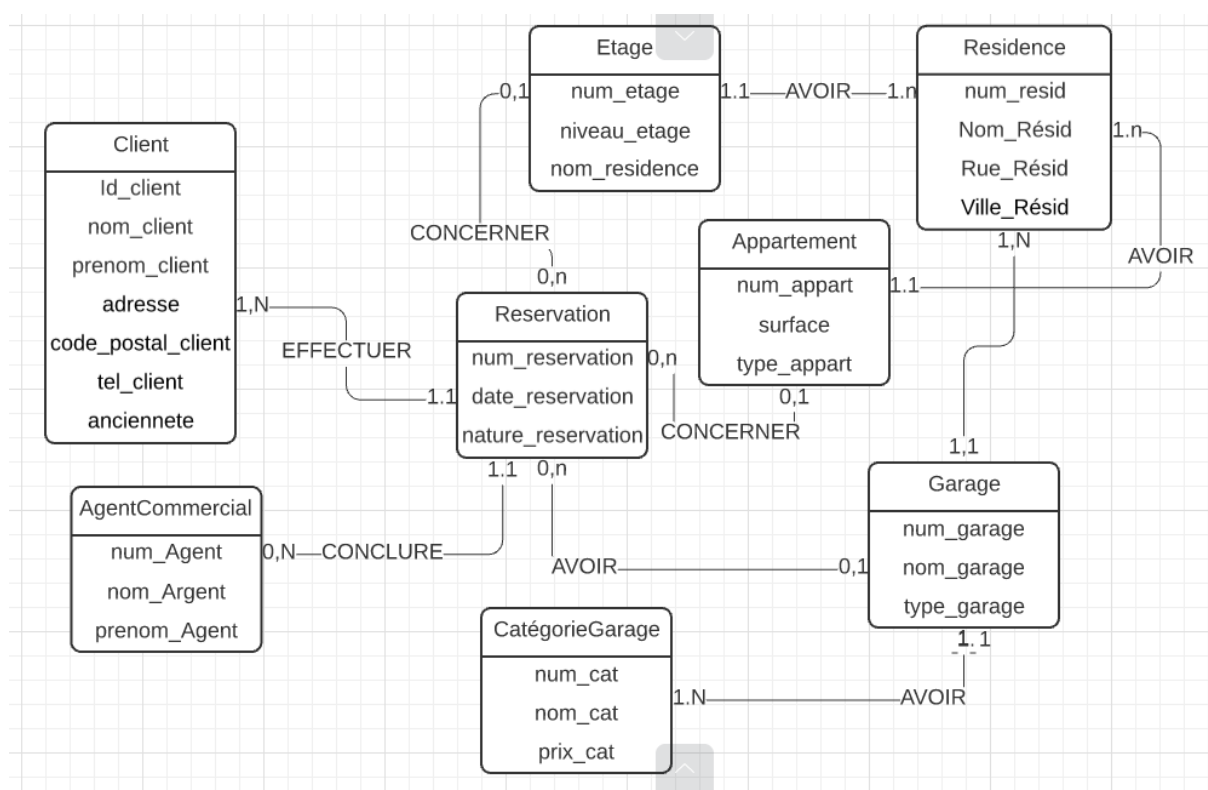 Etage
num_etage
niveau_etage
nom_residence
0,1
1.1
AVOIR
1.n
Residence
num_resid
Nom_Résid
Rue_Résid
Ville_Résid
1.n
1,N
AVOIR
Client
Id_client
nom_client
prenom_client
adresse
code_postal_client
tel_client
anciennete
1,N
EFFECTUER
1.1
CONCERNER
0,n
Reservation
num_reservation
date_reservation
nature_reservation
0,n
CONCERNER
1.1
0,n
Appartement
num_appart
surface
type_appart
1.1
0,1
AgentCommercial
num_Agent
nom_Argent
prenom_Agent
0,N
CONCLURE
AVOIR
0,1
1,1
Garage
num_garage
nom_garage
type_garage
1.1
CatégorieGarage
num_cat
nom_cat
prix_cat
1.N
AVOIR